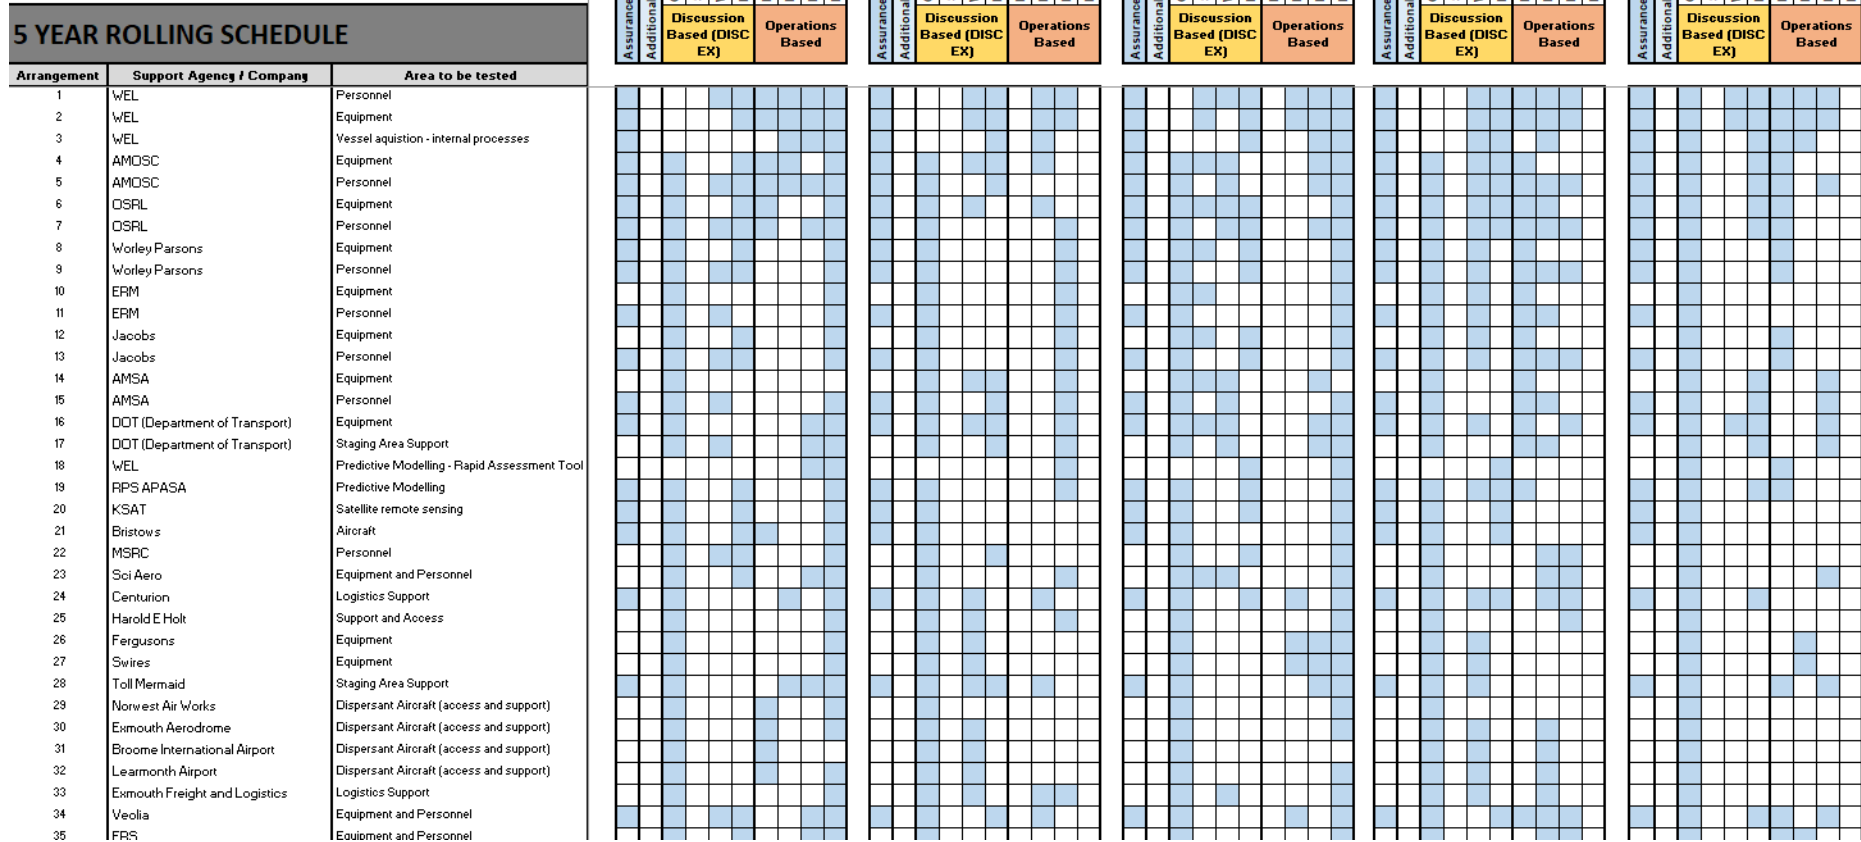 Assurance Additional Discussion Based (DISC EX) Operations Based Assurance Additional Discussion Based (DISC EX) Operations Based Assurance Additional Discussion Based (DISC EX) Operations Based Assurance Additional Discussion Based (DISC EX) Operations Based Assurance Additional Discussion Based (DISC EX) Operations Based
5 YEAR ROLLING SCHEDULE
Arrangement Support Agency / Company Area to be tested
1 WEL Personnel
2 WEL Equipment
3 WEL Vessel aquistion - internal processes
4 AMOSC Equipment
5 AMOSC Personnel
6 OSRL Equipment
7 OSRL Personnel
8 Worley Parsons Equipment
9 Worley Parsons Personnel
10 ERM Equipment
11 ERM Personnel
12 Jacobs Equipment
13 Jacobs Personnel
14 AMSA Equipment
15 AMSA Personnel
16 DOT (Department of Transport) Equipment
17 DOT (Department of Transport) Staging Area Support
18 WEL Predictive Modelling - Rapid Assessment Tool
19 RPS APASA Predictive Modelling
20 KSAT Satellite remote sensing
21 Bristows Aircraft
22 MSRC Personnel
23 Sci Aero Equipment and Personnel
24 Centurion Logistics Support
25 Harold E Holt Support and Access
26 Fergusons Equipment
27 Swires Equipment
28 Toll Mermaid Staging Area Support
29 Norwest Air Works Dispersant Aircraft (access and support)
30 Exmouth Aerodrome Dispersant Aircraft (access and support)
31 Broome International Airport Dispersant Aircraft (access and support)
32 Learmonth Airport Dispersant Aircraft (access and support)
33 Exmouth Freight and Logistics Logistics Support
34 Veolia Equipment and Personnel
35 ERS Equipment and Personnel